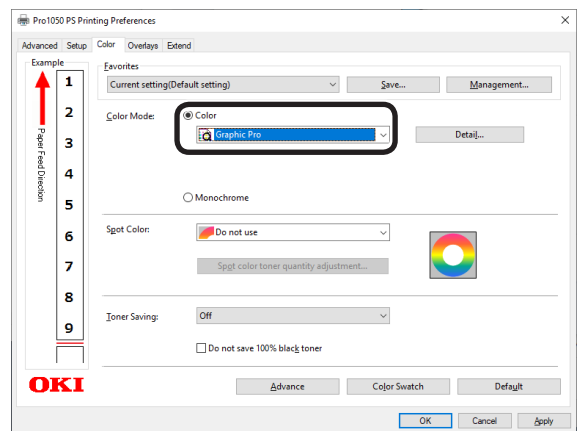 Pro1050 PS Printing Preferences
Advanced Setup Color Overlays Extend
Example
Paper Feed Direction
1
2
3
4
5
6
7
8
9
OKI
Favorites
Current setting(Default setting)
Save...
Management...
Color Mode:
Color
Graphic Pro
Detail...
Monochrome
Spot Color:
Do not use
Spot color toner quantity adjustment...
Toner Saving:
Off
Do not save 100% black toner
Advance
Color Swatch
Default
OK
Cancel
Apply